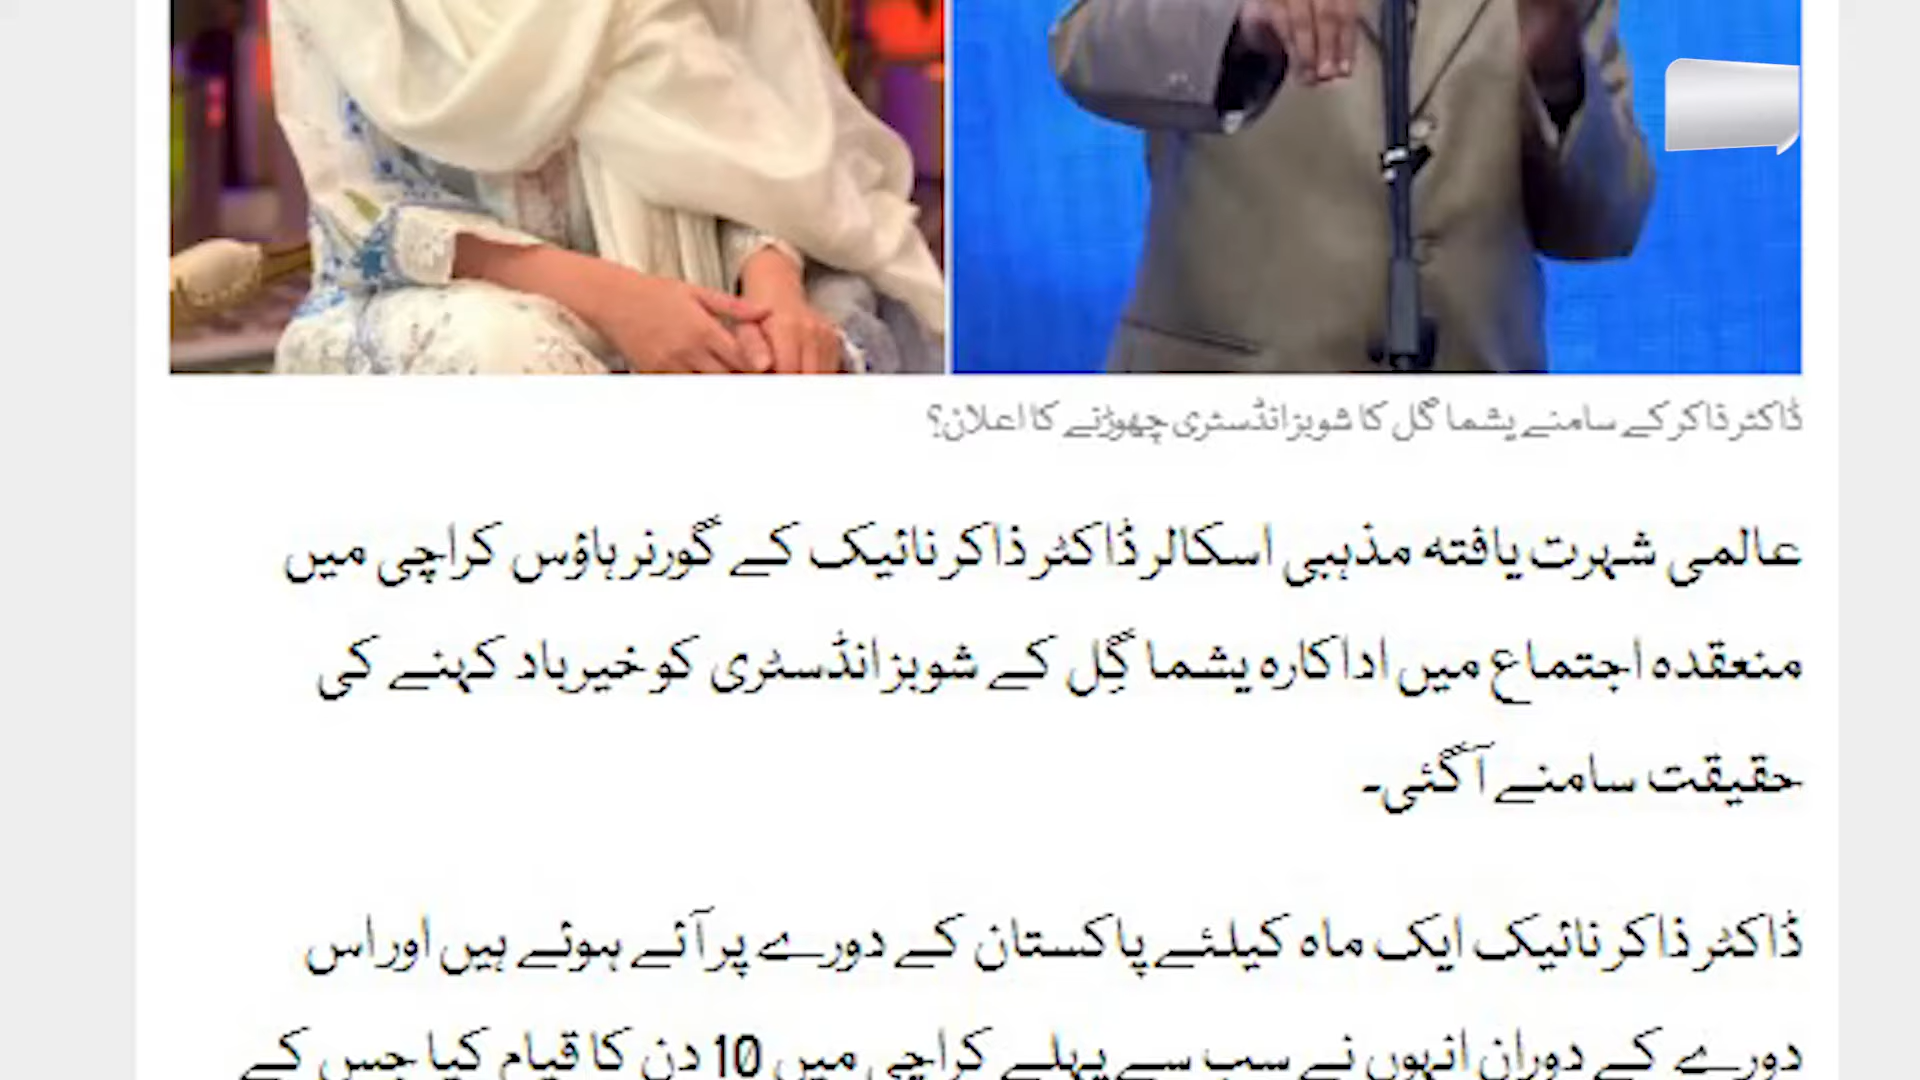 ڈاکٹر ذاکر کے سامنے یشما گل کا شوبز انڈسٹری چھوڑنے کا اعلان؟
عالمی شہرت یافتہ مذہبی اسکالر ڈاکٹر ذاکر نائیک کے گورنر ہاؤس کراچی میں
منعقدہ اجتماع میں اداکارہ یشما گِل کے شوبز انڈسٹری کو خیرباد کہنے کی
حقیقت سامنے آگئی۔
ڈاکٹر ذاکر نائیک ایک ماہ کیلئے پاکستان کے دورے پر آئے ہوئے ہیں اور اس
دورے کے دوران انہوں نے سب سے پہلے کراچی میں 10 دن کا قیام کیا جس کے